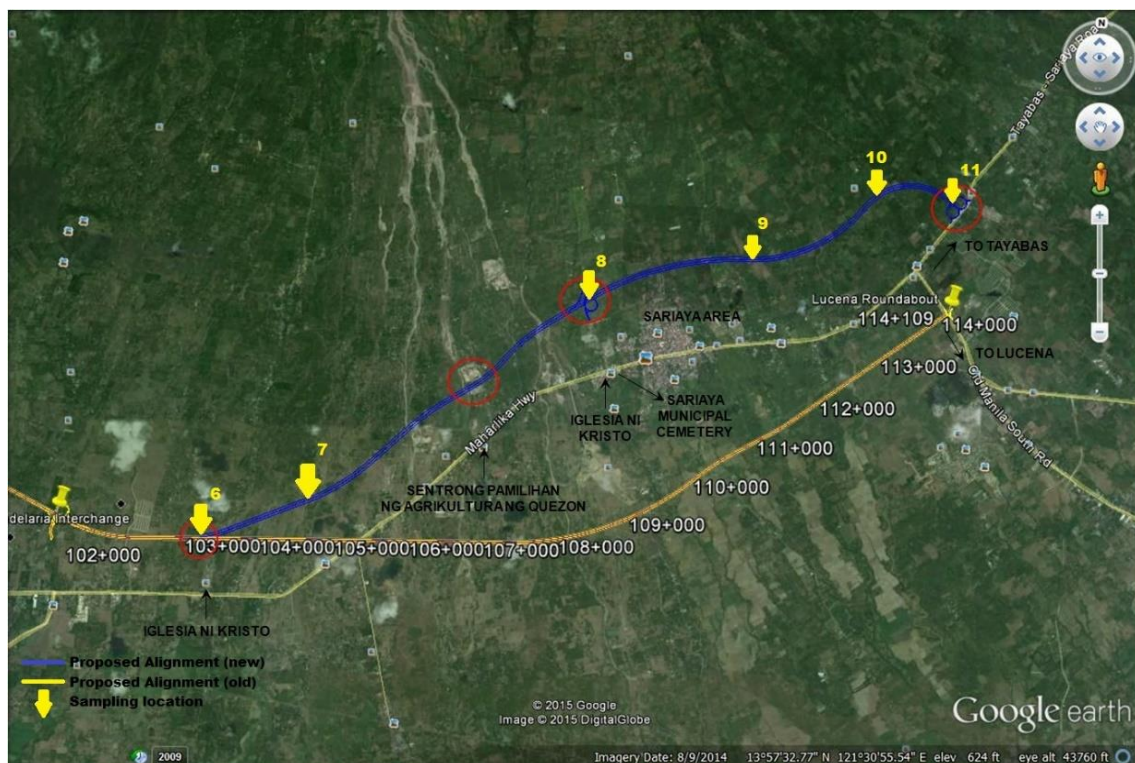 N
Tayabas - Sariaya Road
10
11
9
TO TAYABAS
8
Lucena Roundabout
SARIAYA AREA
114+109
114+000
TO LUCENA
113+000
Maharlika Hwy
IGLESIA NI
KRISTO
SARIAYA
MUNICIPAL
CEMETERY
112+000
Old Manila South Rd
111+000
7
SENTRONG PAMILIHAN
NG AGRIKULTURANG QUEZON
110+000
6
delaria Interchange
109+000
102+000
103+000
104+000
105+000
106+000
107+000
108+000
IGLESIA NI KRISTO
Proposed Alignment (new)
Proposed Alignment (old)
Sampling location
© 2015 Google
Image © 2015 DigitalGlobe
Google earth
2009
Imagery Date: 8/9/2014 13°57'32.77" N 121°30'55.54" E elev 624 ft eye alt 43760 ft